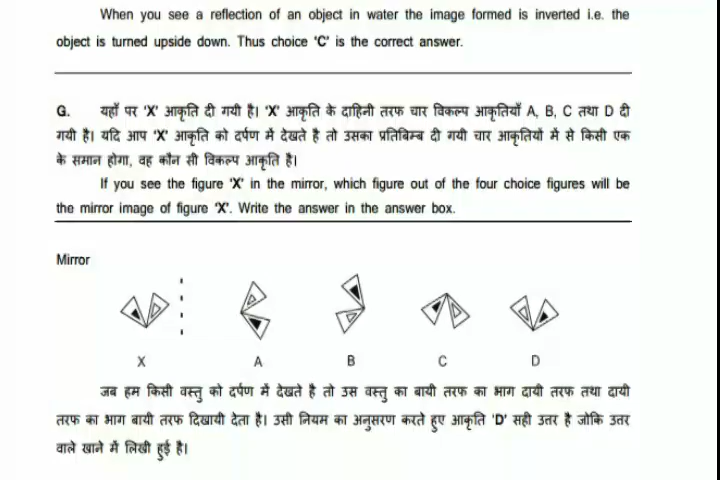 When you see a reflection of an object in water the image formed is inverted i.e. the
object is turned upside down. Thus choice 'C' is the correct answer.
G. यहाँ पर 'X' आकृति दी गयी है। 'X' आकृति के दाहिनी तरफ चार विकल्प आकृतियाँ A, B, C तथा D दी
गयी है। यदि आप 'X' आकृति को दर्पण में देखते है तो उसका प्रतिबिम्ब दी गयी चार आकृतियों में से किसी एक
के समान होगा, वह कौन सी विकल्प आकृति है।
If you see the figure 'X' in the mirror, which figure out of the four choice figures will be
the mirror image of figure 'X'. Write the answer in the answer box.
Mirror
X A B C D
जब हम किसी वस्तु को दर्पण में देखते है तो उस वस्तु का बायी तरफ का भाग दायी तरफ तथा दायी
तरफ का भाग बायी तरफ दिखायी देता है। उसी नियम का अनुसरण करते हुए आकृति 'D' सही उतर है जोकि उतर
वाले खाने में लिखी हुई है।